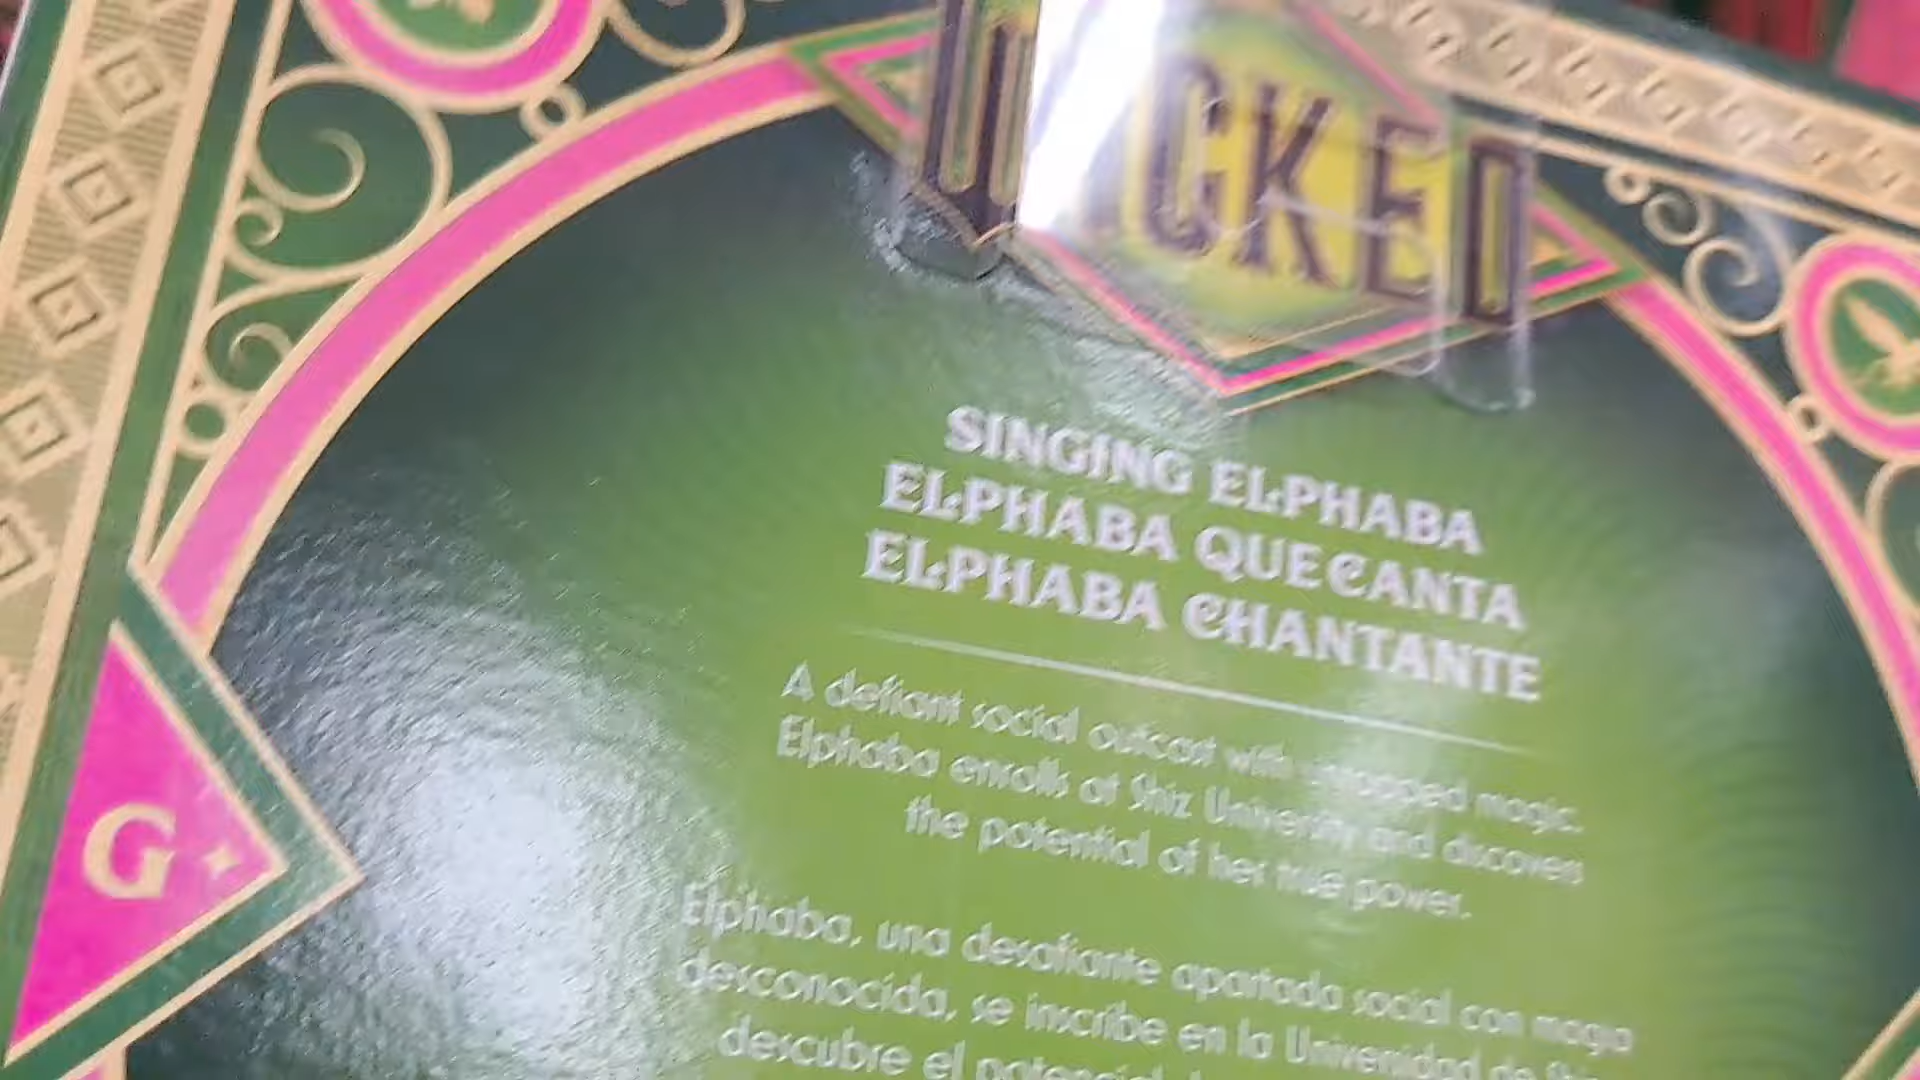 WICKED
SINGING ELPHABA
ELPHABA QUE CANTA
ELPHABA CHANTANTE
A defiant social outcast with untapped magic,
Elphaba enrolls at Shiz University and discovers
the potential of her true power.
Elphaba, una desafiante apartada social con magia
desconocida, se inscribe en la Universidad de Shiz
descubre el potencial
G